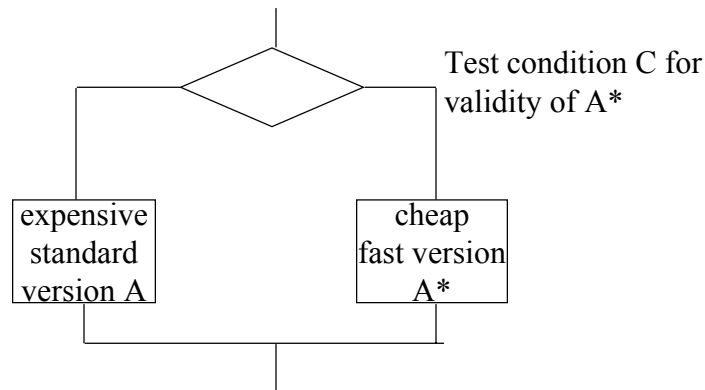 Test condition C for
validity of A*
expensive
standard
version A
cheap
fast version
A*